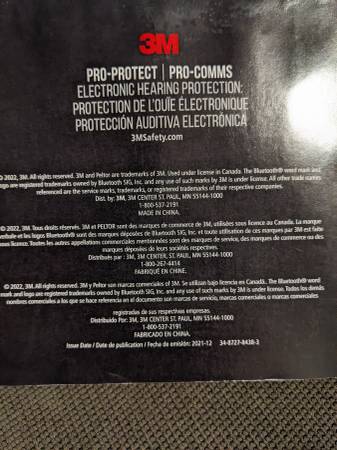 3M
PRO-PROTECT | PRO-COMMS
ELECTRONIC HEARING PROTECTION:
PROTECTION DE L'OUÏE ÉLECTRONIQUE
PROTECCIÓN AUDITIVA ELECTRÓNICA
3MSafety.com
© 2022, 3M. All rights reserved. 3M and Peltor are trademarks of 3M. Used under license in Canada. The Bluetooth® word mark and
logo are registered trademarks owned by Bluetooth SIG, Inc. and any use of such marks by 3M is under license. All other trade names
referenced are the service marks, trademarks, or registered trademarks of their respective companies.
Dist. by: 3M, 3M CENTER ST. PAUL, MN 55144-1000
1-800-537-2191
MADE IN CHINA.
© 2022, 3M. Tous droits réservés. 3M et PELTOR sont des marques de commerce de 3M, utilisées sous licence au Canada. La marque
verbale et les logos Bluetooth® sont des marques déposées de Bluetooth SIG, Inc. et toute utilisation de ces marques par 3M est faite
sous licence. Toutes les autres appellations commerciales mentionnées sont des marques de service, des marques de commerce ou des
marques déposées de leurs sociétés respectives.
Distribués par : 3M, 3M CENTER ST. PAUL, MN 55144-1000
1-800-267-4414
FABRIQUÉ EN CHINE.
© 2022, 3M. All rights reserved. 3M y Peltor son marcas comerciales de 3M. Se utilizan bajo licencia en Canadá. The Bluetooth® word
mark and logo are registered trademarks owned by Bluetooth SIG, Inc. and any use of such marks by 3M is under license. Todos los demás
nombres comerciales a los que se hace referencia en el documento son marcas de servicio, marcas comerciales o marcas comerciales
registradas de sus respectivas empresas.
Distribuido Por: 3M, 3M CENTER ST. PAUL, MN 55144-1000
1-800-537-2191
FABRICADO EN CHINA.
Issue Date / Date de publication / Fecha de emisión: 2021-12 34-8727-8438-3